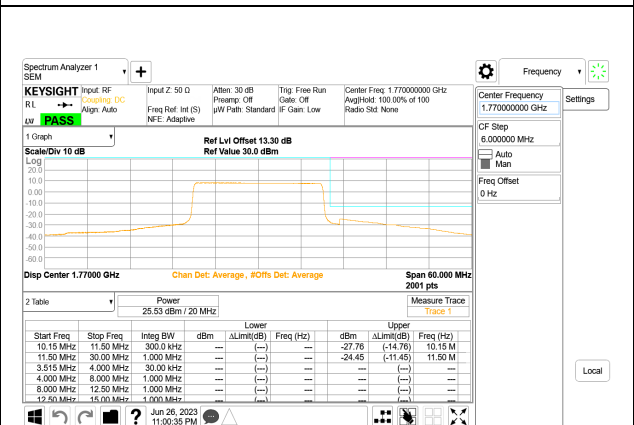 Spectrum Analyzer 1
SEM
Frequency
KEYSIGHT
RL
LXI PASS
Input: RF
Coupling: DC
Align: Auto
Input Z: 50 Ω
Freq Ref: Int (S)
NFE: Adaptive
Atten: 30 dB
Preamp: Off
µW Path: Standard
Trig: Free Run
Gate: Off
IF Gain: Low
Center Freq: 1.770000000 GHz
Avg|Hold: 100.00% of 100
Radio Std: None
Center Frequency
1.770000000 GHz
Settings
CF Step
6.000000 MHz
Auto
Man
Freq Offset
0 Hz
Local
1 Graph
Scale/Div 10 dB
Ref Lvl Offset 13.30 dB
Ref Value 30.0 dBm
Log
20.0
10.0
0.00
-10.0
-20.0
-30.0
-40.0
-50.0
-60.0
Disp Center 1.77000 GHz
Chan Det: Average , #Offs Det: Average
Span 60.000 MHz
2001 pts
2 Table
Power
25.53 dBm / 20 MHz
Measure Trace
Trace 1
Lower Upper
Start Freq Stop Freq Integ BW dBm ΔLimit(dB) Freq (Hz) dBm ΔLimit(dB) Freq (Hz)
10.15 MHz 11.50 MHz 300.0 kHz --- (---) --- -27.76 (-14.76) 10.15 M
11.50 MHz 30.00 MHz 1.000 MHz --- (---) --- -24.45 (-11.45) 11.50 M
3.515 MHz 4.000 MHz 30.00 kHz --- (---) --- --- (---) ---
4.000 MHz 8.000 MHz 1.000 MHz --- (---) --- --- (---) ---
8.000 MHz 12.50 MHz 1.000 MHz --- (---) --- --- (---) ---
12.50 MHz 15.00 MHz 1.000 MHz --- (---) --- --- (---) ---
Jun 26, 2023
11:00:35 PM